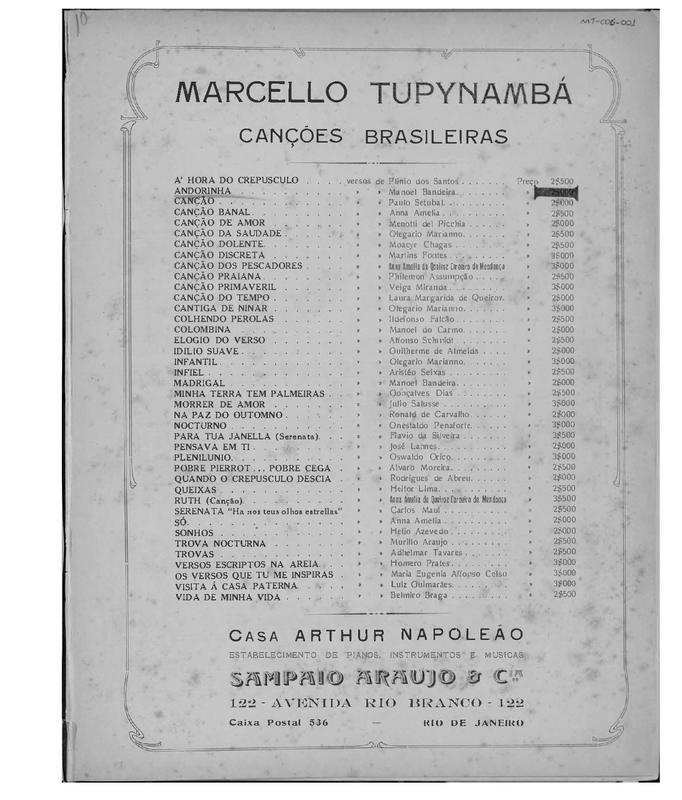 10
MT-006-001
MARCELLO TUPYNAMBÁ
CANÇÕES BRASILEIRAS
A' HORA DO CREPUSCULO . . . . versos de Plinio dos Santos . . . . . . . Preço 2$500
ANDORINHA . . . . . . . . . . » » Manoel Bandeira. . . . . . . . »
CANÇÃO . . . . . . . . . . . » » Paulo Setubal. . . . . . . . . » 2$000
CANÇÃO BANAL. . . . . . . . . » » Anna Amelia . . . . . . . . . » 2$500
CANÇÃO DE AMOR . . . . . . . » » Menotti del Picchia . . . . . . » 2$000
CANÇÃO DA SAUDADE. . . . . . » » Olegario Marianno. . . . . . . » 2$500
CANÇÃO DOLENTE. . . . . . . . » » Moacyr Chagas . . . . . . . . » 2$500
CANÇÃO DISCRETA . . . . . . . » » Martins Fontes . . . . . . . . » 3$000
CANÇÃO DOS PESCADORES . . . . » » Anna Amelia de Queiroz Carneiro de Mendonça » 3$000
CANÇÃO PRAIANA. . . . . . . . » » Philemon Assumpção . . . . . . » 2$500
CANÇÃO PRIMAVERIL . . . . . . » » Veiga Miranda. . . . . . . . . » 3$000
CANÇÃO DO TEMPO . . . . . . . » » Laura Margarida de Queiroz. » 2$000
CANTIGA DE NINAR . . . . . . . » » Olegario Marianno. . . . . . . » 3$000
COLHENDO PEROLAS . . . . . . » » Ildefonso Falcão. . . . . . . . » 2$500
COLOMBINA . . . . . . . . . . » » Manoel do Carmo. . . . . . . . » 2$000
ELOGIO DO VERSO . . . . . . . » » Affonso Schmidt . . . . . . . » 2$500
IDILIO SUAVE. . . . . . . . . » » Guilherme de Almeida . . . . . » 2$000
INFANTIL . . . . . . . . . . . » » Olegario Marianno. . . . . . . » 3$000
INFIEL . . . . . . . . . . . . » » Aristêo Seixas . . . . . . . . » 2$500
MADRIGAL . . . . . . . . . . » » Manoel Bandeira. . . . . . . . » 2$000
MINHA TERRA TEM PALMEIRAS . . . » » Gonçalves Dias . . . . . . . . » 2$500
MORRER DE AMOR . . . . . . . » » Julio Salusse . . . . . . . . . » 3$000
NA PAZ DO OUTOMNO . . . . . . » » Ronald de Carvalho. . . . . . . » 2$000
NOCTURNO . . . . . . . . . . » » Onestaldo Penaforte. . . . . . » 3$000
PARA TUA JANELLA (Serenata). . . » » Flavio da Silveira . . . . . . . » 3$500
PENSAVA EM TI . . . . . . . . » » José Lannes. . . . . . . . . . » 2$000
PLENILUNIO. . . . . . . . . . » » Oswaldo Orico. . . . . . . . . » 3$000
POBRE PIERROT... POBRE CEGA . » » Alvaro Moreira. . . . . . . . » 2$500
QUANDO O CREPUSCULO DESCIA . » » Rodrigues de Abreu. . . . . . . » 2$000
QUEIXAS . . . . . . . . . . . » » Heitor Lima. . . . . . . . . . » 2$500
RUTH (Canção). . . . . . . . . » » Anna Amelia de Queiroz Carneiro de Mendonça » 3$500
SERENATA "Ha nos teus olhos estrellas" » » Carlos Maul . . . . . . . . . » 2$500
SÓ. . . . . . . . . . . . . . » » Anna Amelia . . . . . . . . . » 2$000
SONHOS . . . . . . . . . . . » » Helio Azevedo . . . . . . . . » 2$000
TROVA NOCTURNA . . . . . . . » » Murillo Araujo . . . . . . . . » 2$500
TROVAS . . . . . . . . . . . » » Adhelmar Tavares . . . . . . . » 2$500
VERSOS ESCRIPTOS NA AREIA. . . » » Homero Prates. . . . . . . . . » 3$000
OS VERSOS QUE TU ME INSPIRAS . » » Maria Eugenia Affonso Celso » 3$000
VISITA Á CASA PATERNA . . . . » » Luiz Guimarães. . . . . . . . » 3$000
VIDA DE MINHA VIDA . . . . . . » » Belmiro Braga . . . . . . . . » 2$500
CASA ARTHUR NAPOLEÃO
ESTABELECIMENTO DE PIANOS, INSTRUMENTOS E MUSICAS
SAMPAIO ARAUJO & Cia
122 - AVENIDA RIO BRANCO - 122
Caixa Postal 536 — RIO DE JANEIRO